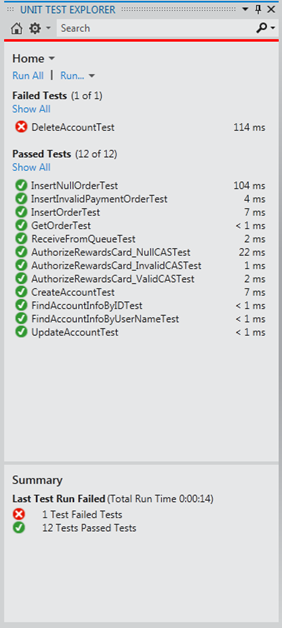 UNIT TEST EXPLORER
Search
Home
Run All Run...
Failed Tests (1 of 1)
Show All
DeleteAccountTest 114 ms
Passed Tests (12 of 12)
Show All
InsertNullOrderTest 104 ms
InsertInvalidPaymentOrderTest 4 ms
InsertOrderTest 7 ms
GetOrderTest < 1 ms
ReceiveFromQueueTest 2 ms
AuthorizeRewardsCard_NullCASTest 22 ms
AuthorizeRewardsCard_InvalidCASTest 1 ms
AuthorizeRewardsCard_ValidCASTest 2 ms
CreateAccountTest 7 ms
FindAccountInfoByIDTest < 1 ms
FindAccountInfoByUserNameTest < 1 ms
UpdateAccountTest < 1 ms
Summary
Last Test Run Failed (Total Run Time 0:00:14)
1 Test Failed Tests
12 Tests Passed Tests